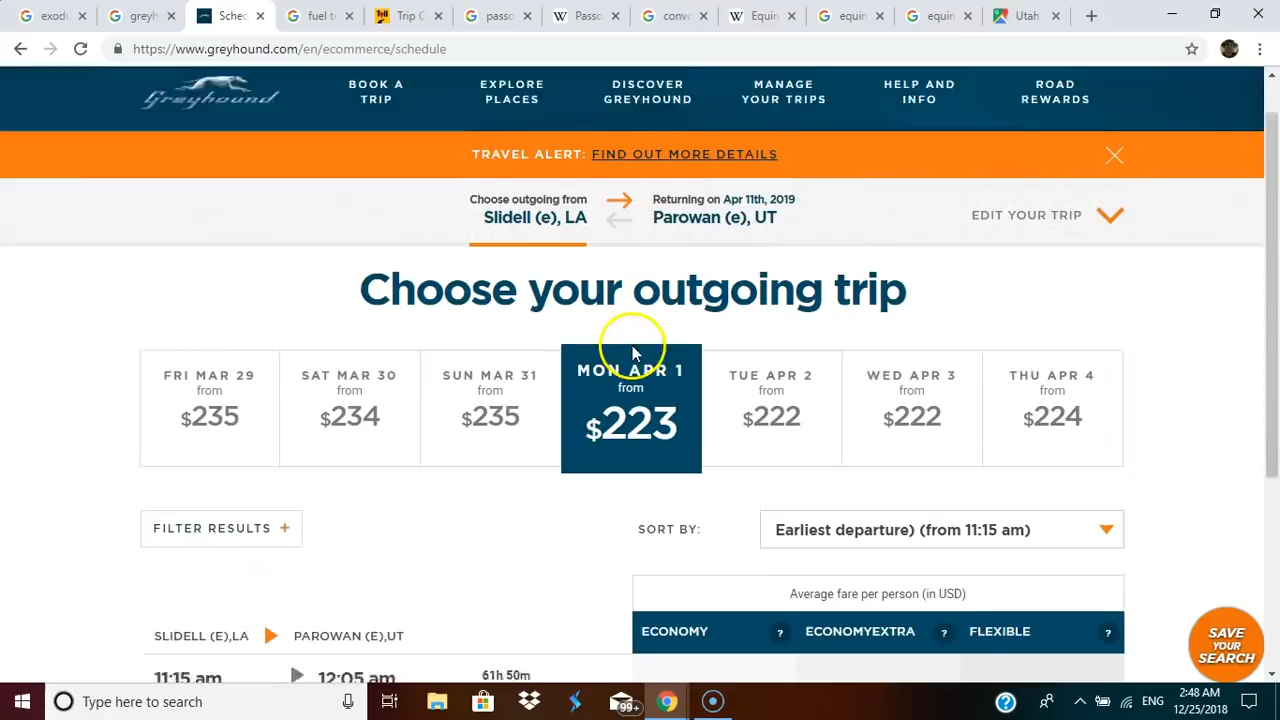 exodu
greyh
Sched
fuel tr
Trip C
passo
Passo
convo
Equin
equin
equin
Utah
https://www.greyhound.com/en/ecommerce/schedule
Greyhound
BOOK A
TRIP
EXPLORE
PLACES
DISCOVER
GREYHOUND
MANAGE
YOUR TRIPS
HELP AND
INFO
ROAD
REWARDS
TRAVEL ALERT: FIND OUT MORE DETAILS
Choose outgoing from
Slidell (e), LA
Returning on Apr 11th, 2019
Parowan (e), UT
EDIT YOUR TRIP
Choose your outgoing trip
FRI MAR 29
from
$235
SAT MAR 30
from
$234
SUN MAR 31
from
$235
MON APR 1
from
$223
TUE APR 2
from
$222
WED APR 3
from
$222
THU APR 4
from
$224
FILTER RESULTS +
SORT BY:
Earliest departure) (from 11:15 am)
Average fare per person (in USD)
SLIDELL (E),LA
PAROWAN (E),UT
ECONOMY ?
ECONOMYEXTRA ?
FLEXIBLE ?
11:15 am
12:05 am
61h 50m
SAVE
YOUR
SEARCH
Type here to search
99+
ENG
2:48 AM
12/25/2018